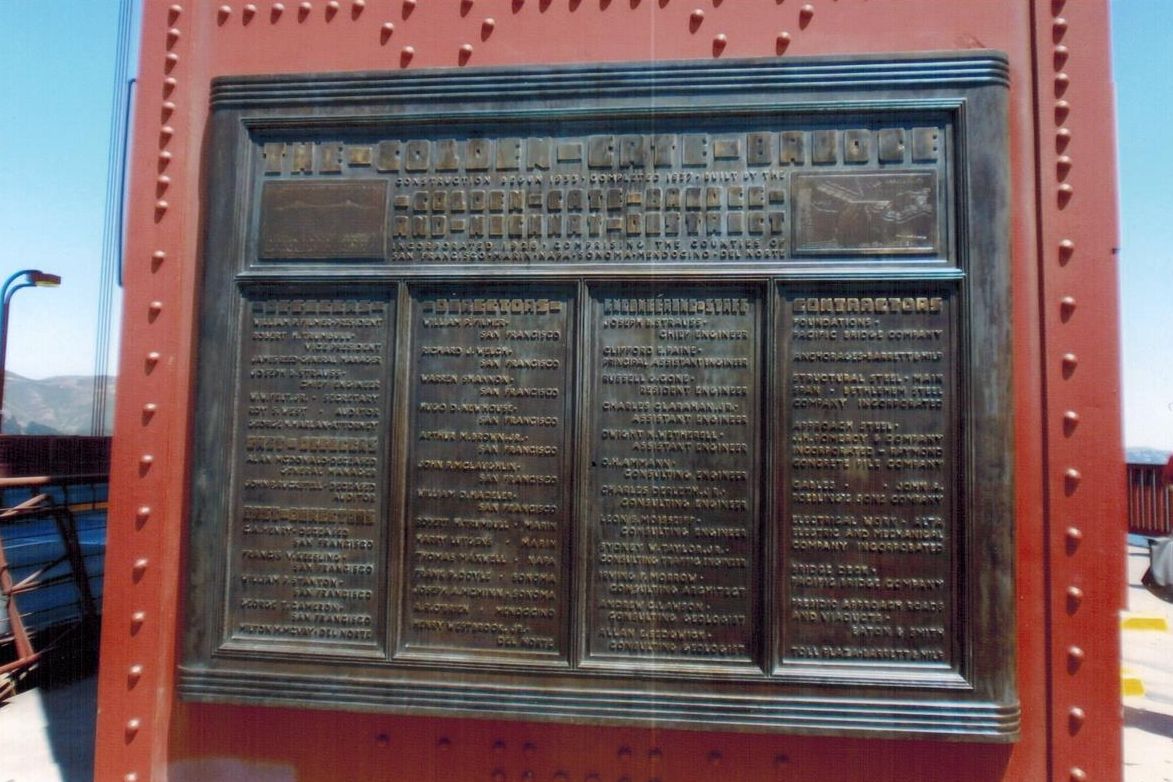 THE-GOLDEN-GATE-BRIDGE
CONSTRUCTION BEGUN 1933 · COMPLETED 1937 · BUILT BY THE
-GOLDEN-GATE-BRIDGE-
AND-HIGHWAY-DISTRICT
INCORPORATED 1928 · COMPRISING THE COUNTIES OF
SAN FRANCISCO·MARIN·NAPA·SONOMA·MENDOCINO·DEL NORTE
OFFICERS
WILLIAM P. FILMER·PRESIDENT
ROBERT H. TRUMBULL·
VICE PRESIDENT
JAMES REED·GENERAL MANAGER
JOSEPH B. STRAUSS·
CHIEF ENGINEER
W.W. FELT, JR. · SECRETARY
ROY S. WEST · AUDITOR
GEORGE H. HARLAN·ATTORNEY
PAST-OFFICERS
GENERAL MANAGER
AUDITOR
PAST-DIRECTORS
SAN FRANCISCO
FRANCIS V. KEESLING·
SAN FRANCISCO
WILLIAM P. STANTON·
SAN FRANCISCO
GEORGE T. CAMERON·
SAN FRANCISCO
MILTON M. MCVAY·DEL NORTE
DIRECTORS
WILLIAM P. FILMER·
SAN FRANCISCO
RICHARD J. WELCH·
SAN FRANCISCO
WARREN SHANNON·
SAN FRANCISCO
HUGO D. NEWHOUSE·
SAN FRANCISCO
ARTHUR M. BROWN·JR·
SAN FRANCISCO
JOHN P. MCLAUGHLIN·
SAN FRANCISCO
WILLIAM D. HADELER·
SAN FRANCISCO
ROBERT H. TRUMBULL · MARIN
HARRY LUTGENS · MARIN
THOMAS MAXWELL · NAPA
FRANK P. DOYLE · SONOMA
JOSEPH A. MCMINN·SONOMA
A.R. O'BRIEN · MENDOCINO
HENRY WESTBROOK, JR.
DEL NORTE
ENGINEERING-STAFF
JOSEPH B. STRAUSS·
CHIEF ENGINEER
CLIFFORD E. PAINE·
PRINCIPAL ASSISTANT ENGINEER
RUSSELL G. CONE·
RESIDENT ENGINEER
CHARLES CLARAHAN, JR·
ASSISTANT ENGINEER
DWIGHT N. WETHERELL·
ASSISTANT ENGINEER
O.H. AMMANN·
CONSULTING ENGINEER
CHARLES DERLETH, JR·
CONSULTING ENGINEER
LEON S. MOISSEIFF·
CONSULTING ENGINEER
SYDNEY W. TAYLOR, JR·
CONSULTING TRAFFIC ENGINEER
IRVING F. MORROW·
CONSULTING ARCHITECT
ANDREW C. LAWSON·
CONSULTING GEOLOGIST
ALLAN E. SEDGWICK·
CONSULTING GEOLOGIST
CONTRACTORS
FOUNDATIONS·
PACIFIC BRIDGE COMPANY
ANCHORAGES·BARRETT & HILP
STRUCTURAL STEEL · MAIN
SPAN · BETHLEHEM STEEL
COMPANY INCORPORATED
APPROACH STEEL·
J.H. POMEROY & COMPANY
INCORPORATED · RAYMOND
CONCRETE PILE COMPANY
CABLES · JOHN A.
ROEBLING'S SONS COMPANY
ELECTRICAL WORK · ALTA
ELECTRIC AND MECHANICAL
COMPANY INCORPORATED
BRIDGE DECK·
PACIFIC BRIDGE COMPANY
PRESIDIO APPROACH ROADS
AND VIADUCTS·
EATON & SMITH
TOLL PLAZA·BARRETT & HILP